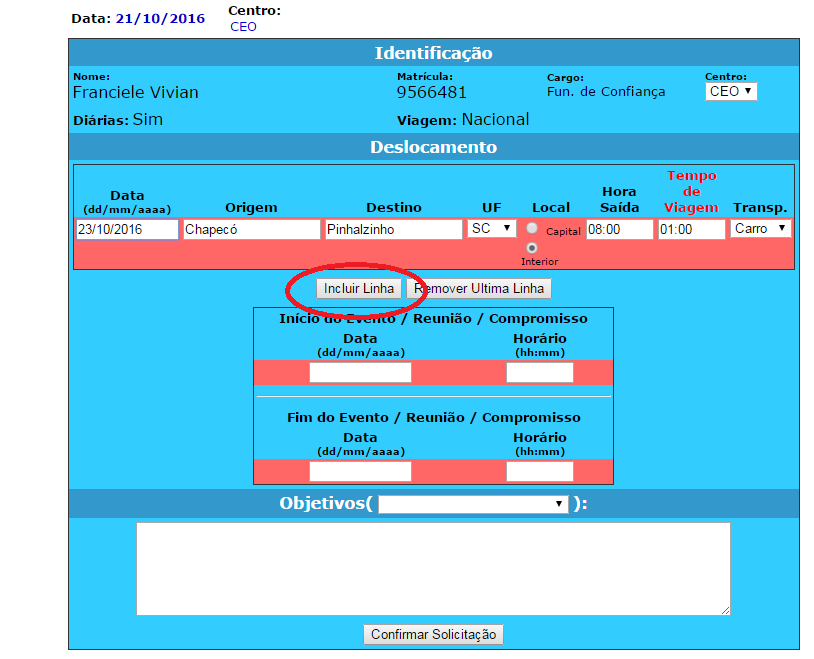 Data: 21/10/2016 Centro:
CEO
Identificação
Nome: Matrícula: Cargo: Centro:
Franciele Vivian 9566481 Fun. de Confiança CEO
Diárias: Sim Viagem: Nacional
Deslocamento
Data (dd/mm/aaaa) Origem Destino UF Local Hora Saída Tempo de Viagem Transp.
23/10/2016 Chapecó Pinhalzinho SC Capital 08:00 01:00 Carro
Interior
Incluir Linha Remover Ultima Linha
Início do Evento / Reunião / Compromisso
Data Horário
(dd/mm/aaaa) (hh:mm)
Fim do Evento / Reunião / Compromisso
Data Horário
(dd/mm/aaaa) (hh:mm)
Objetivos( ):
Confirmar Solicitação